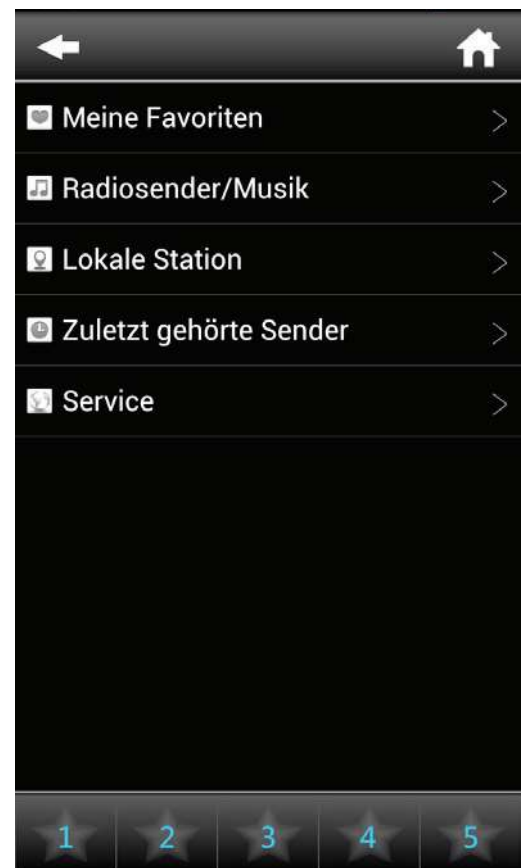 Meine Favoriten
Radiosender/Musik
Lokale Station
Zuletzt gehörte Sender
Service
1 2 3 4 5